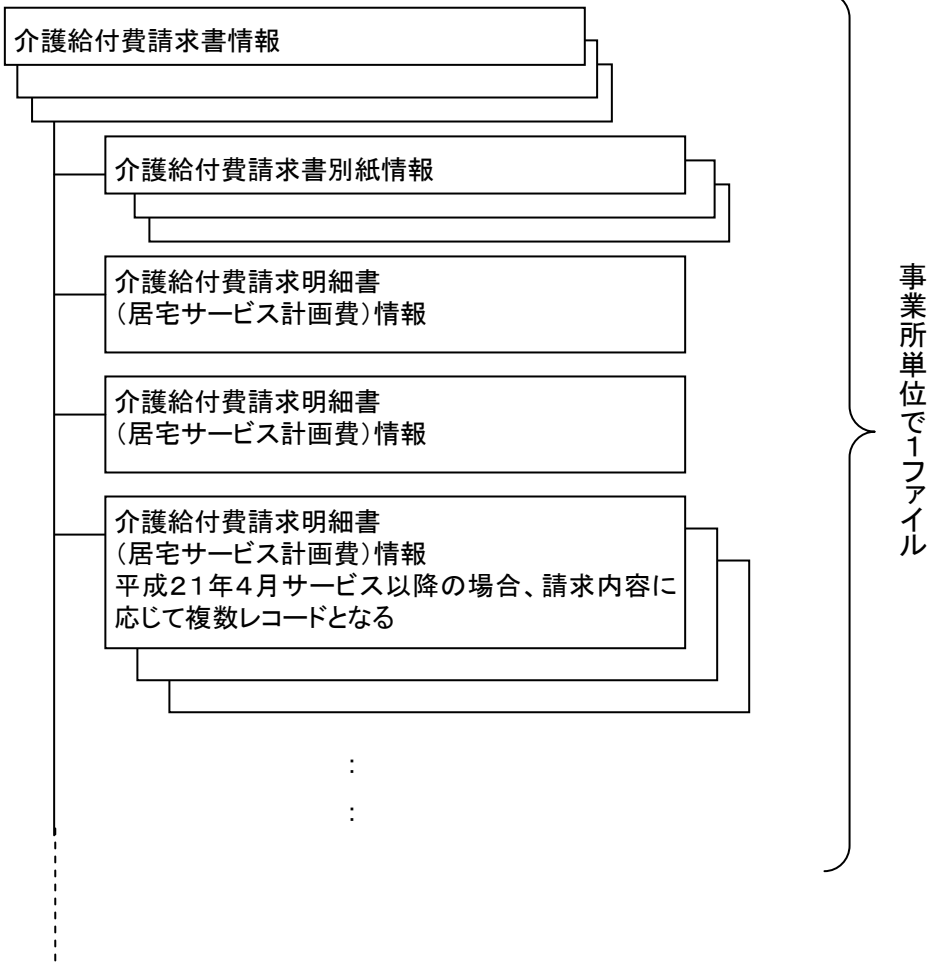 介護給付費請求書情報
介護給付費請求書別紙情報
介護給付費請求明細書
（居宅サービス計画費）情報
介護給付費請求明細書
（居宅サービス計画費）情報
介護給付費請求明細書
（居宅サービス計画費）情報
平成２１年４月サービス以降の場合、請求内容に
応じて複数レコードとなる
：
：
事業所単位で１ファイル